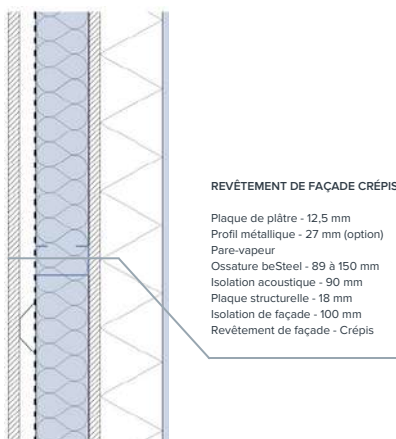 REVÊTEMENT DE FAÇADE CRÉPIS
Plaque de plâtre - 12,5 mm
Profil métallique - 27 mm (option)
Pare-vapeur
Ossature beSteel - 89 à 150 mm
Isolation acoustique - 90 mm
Plaque structurelle - 18 mm
Isolation de façade - 100 mm
Revêtement de façade - Crépis